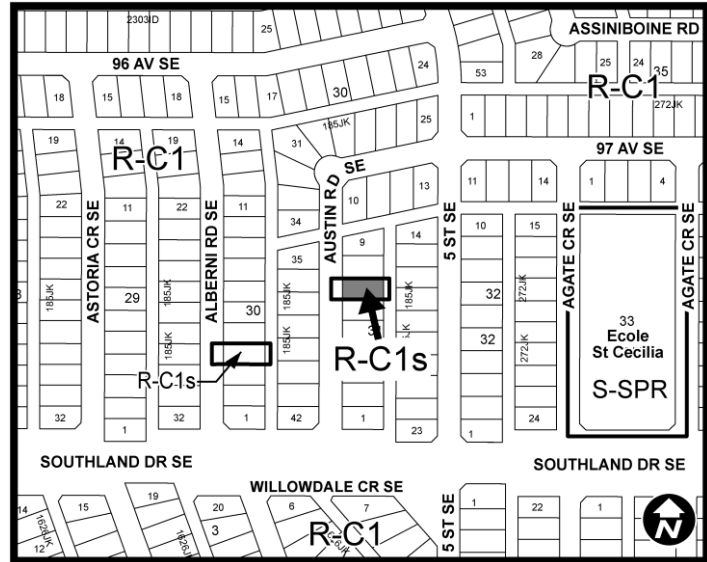 2303JD
25
ASSINIBOINE RD
96 AV SE
24
53
28
25
24
35
R-C1
272JK
18
15
18
15
17
30
185JK
25
1
19
14
19
14
31
R-C1
97 AV SE
AUSTIN RD SE
10
13
11
14
1
4
22
11
22
11
34
9
14
10
15
ASTORIA CR SE
ALBERNI RD SE
5 ST SE
AGATE CR SE
AGATE CR SE
35
185JK
29
185JK
30
185JK
185JK
32
272JK
33
Ecole
St Cecilia
S-SPR
185JK
32
272JK
R-C1s
R-C1s
32
1
32
1
42
1
23
1
24
SOUTHLAND DR SE
SOUTHLAND DR SE
WILLOWDALE CR SE
14
15
19
20
6
7
1
22
1
1626JK
3
1626JK
12
R-C1
5 ST SE
N